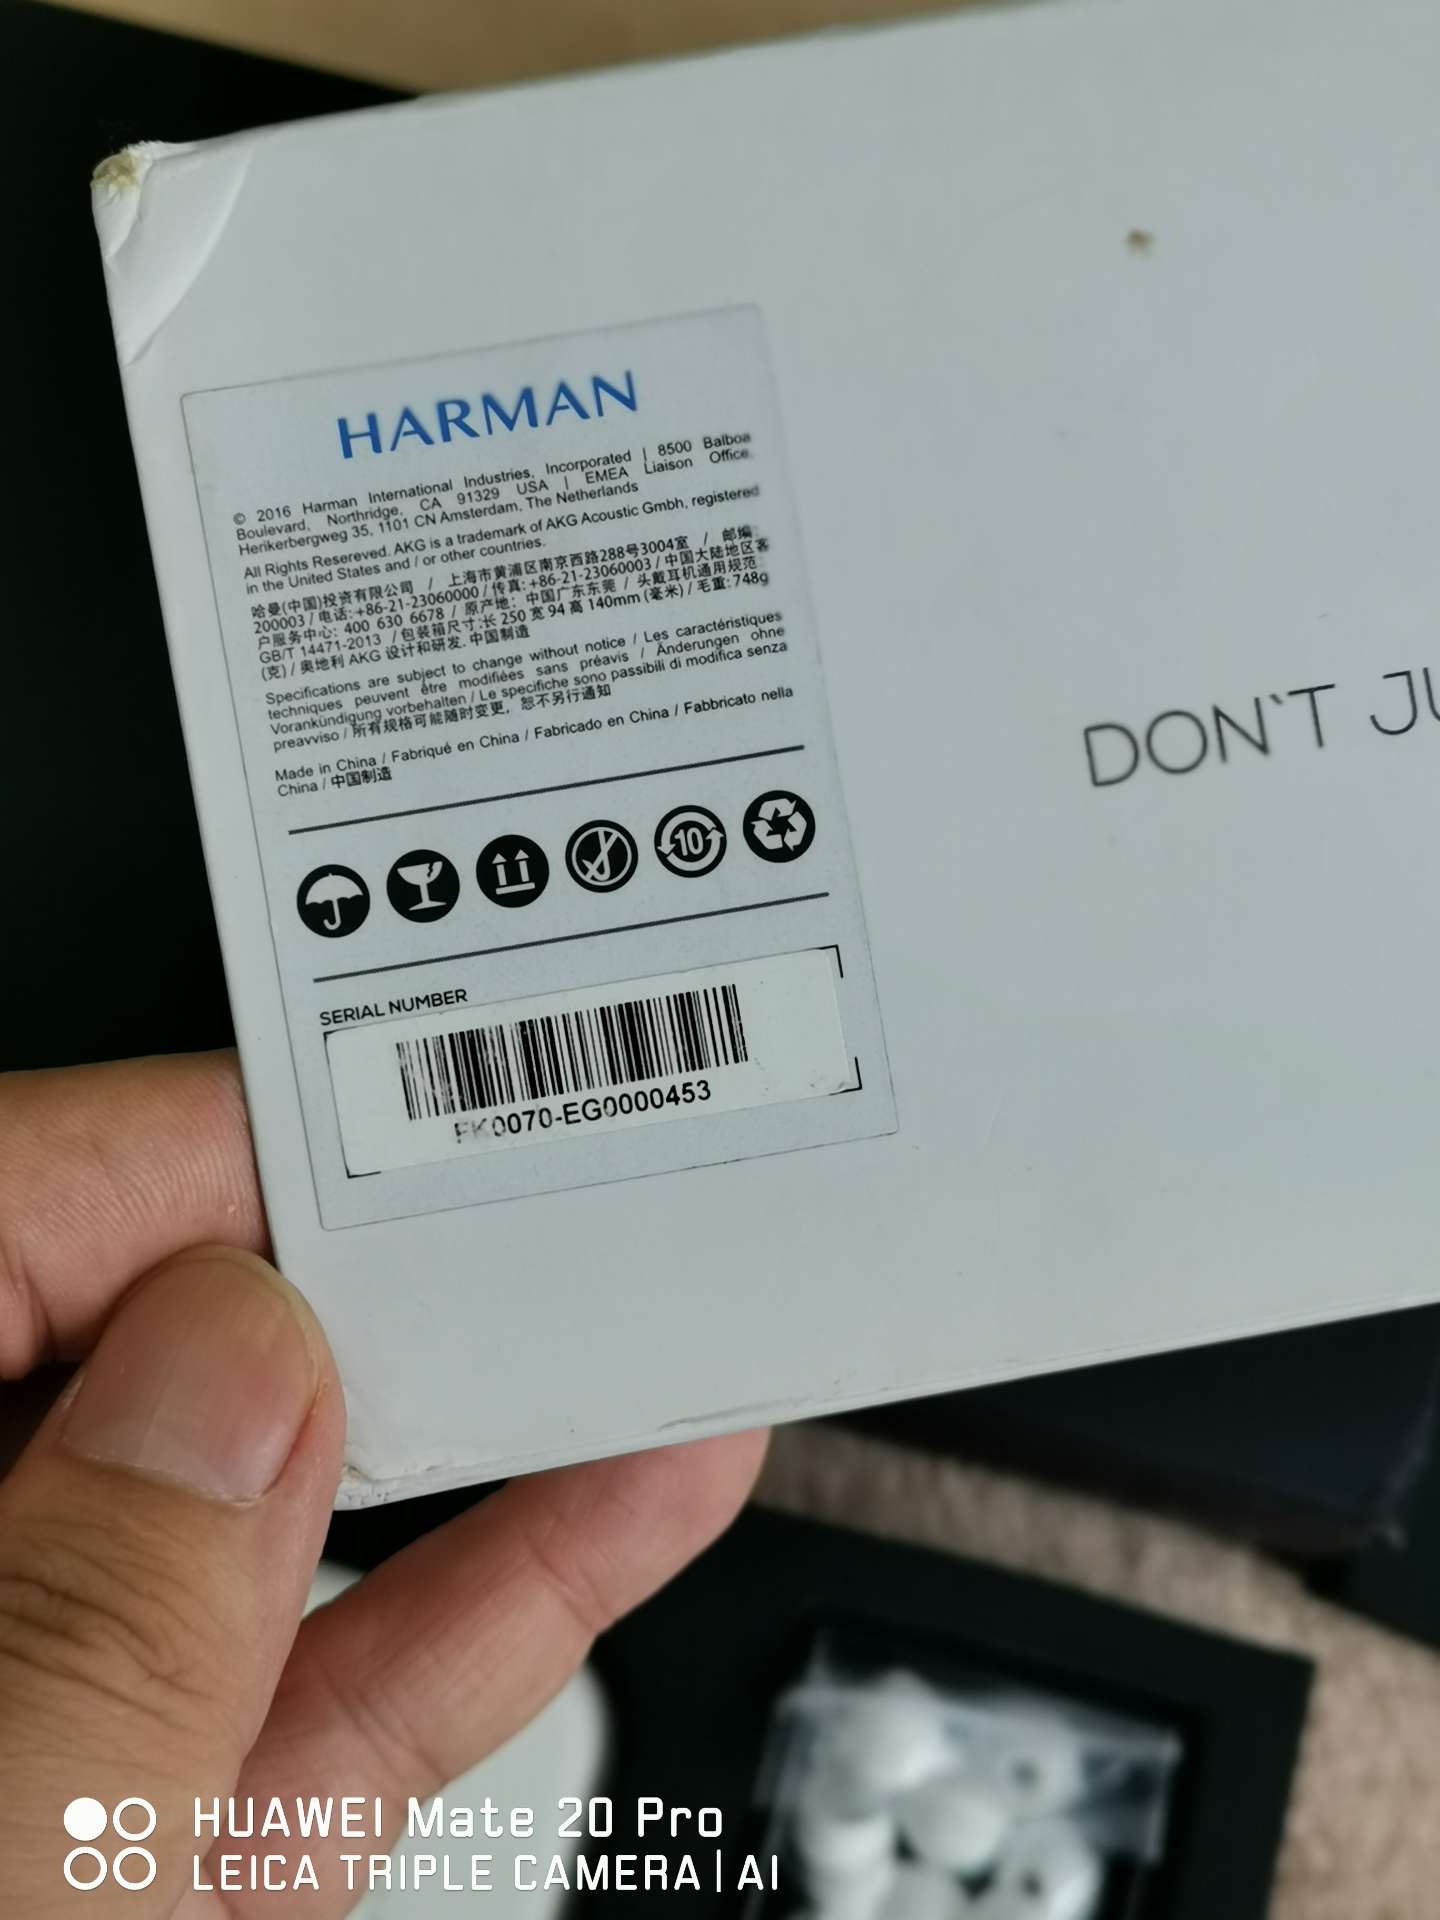 HARMAN
© 2016 Harman International Industries, Incorporated | 8500 Balboa
Boulevard, Northridge, CA 91329 USA | EMEA Liaison Office.
Herikerbergweg 35, 1101 CN Amsterdam, The Netherlands
All Rights Resereved. AKG is a trademark of AKG Acoustic Gmbh, registered
in the United States and / or other countries.
哈曼(中国)投资有限公司 / 上海市黄浦区南京西路288号3004室 / 邮编:
200003 / 电话: +86-21-23060000 / 传真: +86-21-23060003 / 中国大陆地区客
户服务中心: 400 630 6678 / 原产地: 中国广东东莞 / 头戴耳机通用规范
GB/T 14471-2013 / 包装箱尺寸:长 250 宽 94 高 140mm (毫米) / 毛重: 748g
(克) / 奥地利 AKG 设计和研发. 中国制造
Specifications are subject to change without notice / Les caractéristiques
techniques peuvent être modifiées sans préavis / Änderungen ohne
Vorankündigung vorbehalten / Le specifiche sono passibili di modifica senza
preavviso / 所有规格可能随时变更，恕不另行通知
Made in China / Fabriqué en China / Fabricado en China / Fabbricato nella
China / 中国制造
10
SERIAL NUMBER
FK0070-EG0000453
DON'T JU
HUAWEI Mate 20 Pro
LEICA TRIPLE CAMERA | AI